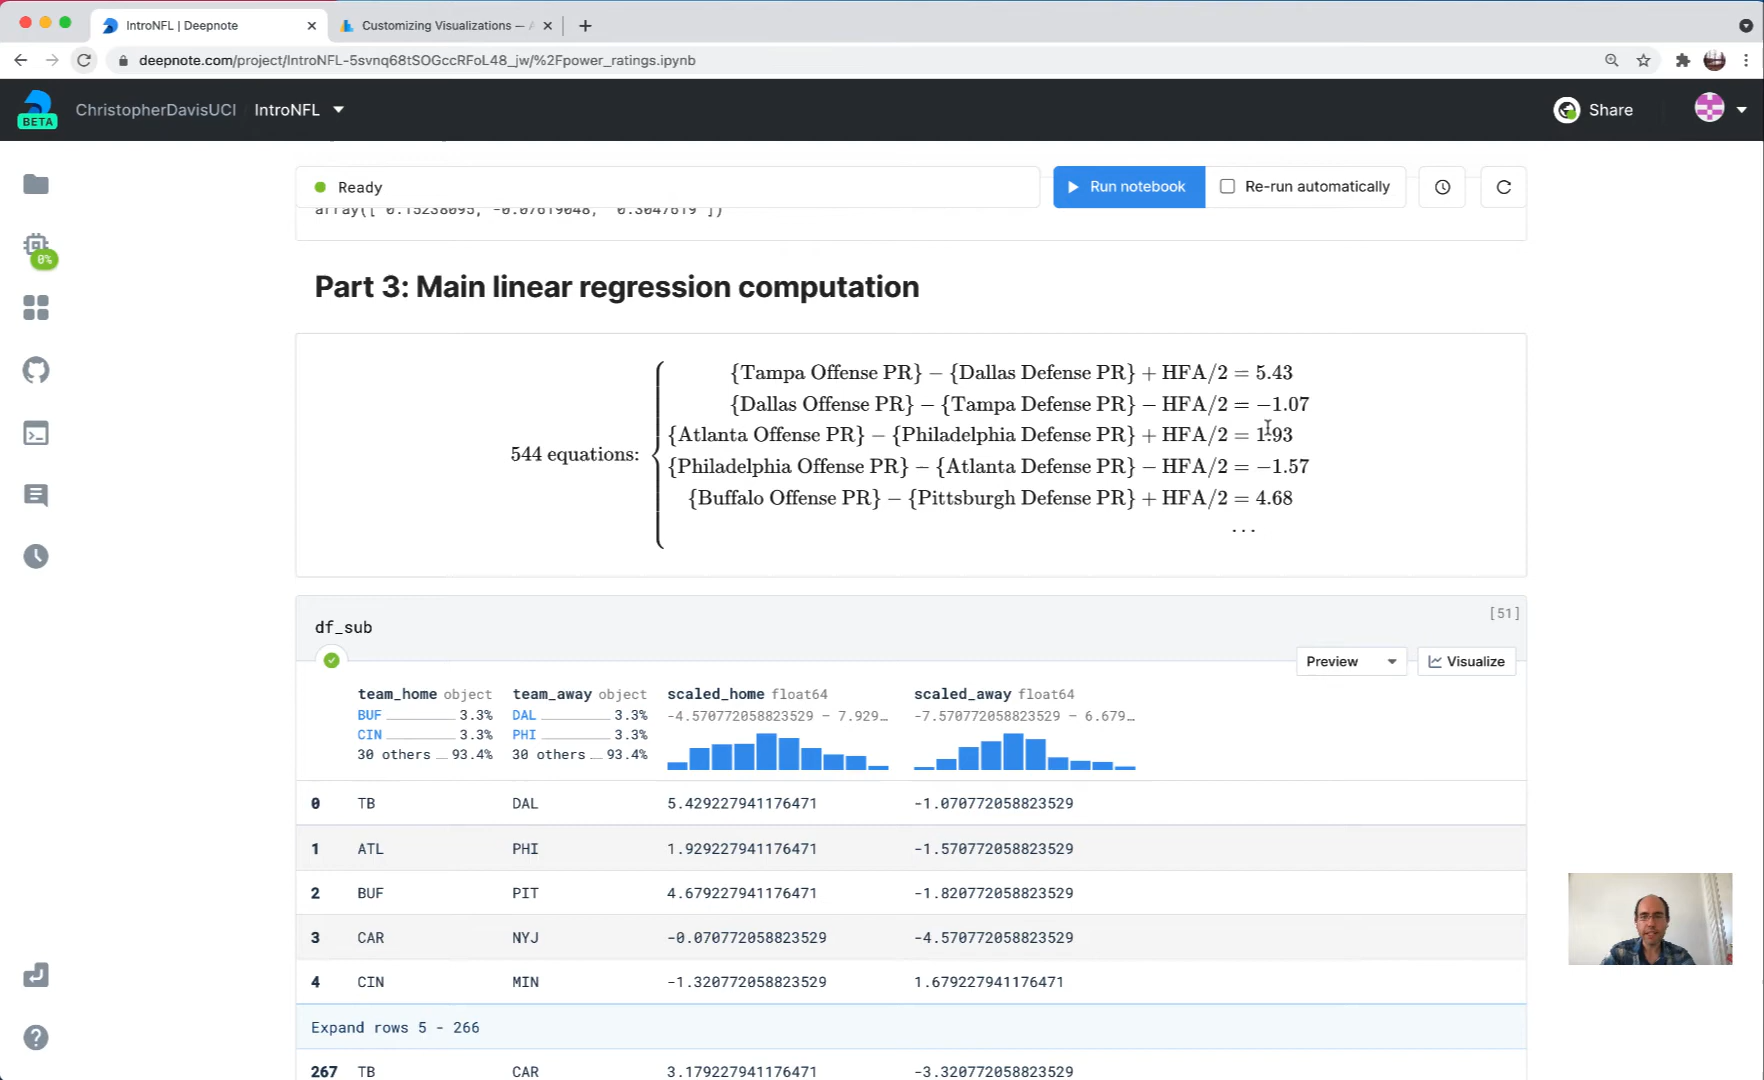 IntroNFL | Deepnote
Customizing Visualizations —
deepnote.com/project/IntroNFL-5svnq68tSOGccRFoL48_jw/%2Fpower_ratings.ipynb
BETA
ChristopherDavisUCI
IntroNFL
Share
Ready
Run notebook
Re-run automatically
array([ 0.15238095, -0.07619048, 0.3047619 ])
0%
Part 3: Main linear regression computation
{Tampa Offense PR} − {Dallas Defense PR} + HFA/2 = 5.43
{Dallas Offense PR} − {Tampa Defense PR} − HFA/2 = −1.07
{Atlanta Offense PR} − {Philadelphia Defense PR} + HFA/2 = 1.93
544 equations:
{Philadelphia Offense PR} − {Atlanta Defense PR} − HFA/2 = −1.57
{Buffalo Offense PR} − {Pittsburgh Defense PR} + HFA/2 = 4.68
...
[51]
df_sub
Preview
Visualize
team_home object team_away object scaled_home float64 scaled_away float64
BUF 3.3% DAL 3.3% -4.570772058823529 – 7.929… -7.570772058823529 – 6.679…
CIN 3.3% PHI 3.3%
30 others 93.4% 30 others 93.4%
0 TB DAL 5.429227941176471 -1.070772058823529
1 ATL PHI 1.929227941176471 -1.570772058823529
2 BUF PIT 4.679227941176471 -1.820772058823529
3 CAR NYJ -0.070772058823529 -4.570772058823529
4 CIN MIN -1.320772058823529 1.679227941176471
Expand rows 5 - 266
267 TB CAR 3.179227941176471 -3.320772058823529